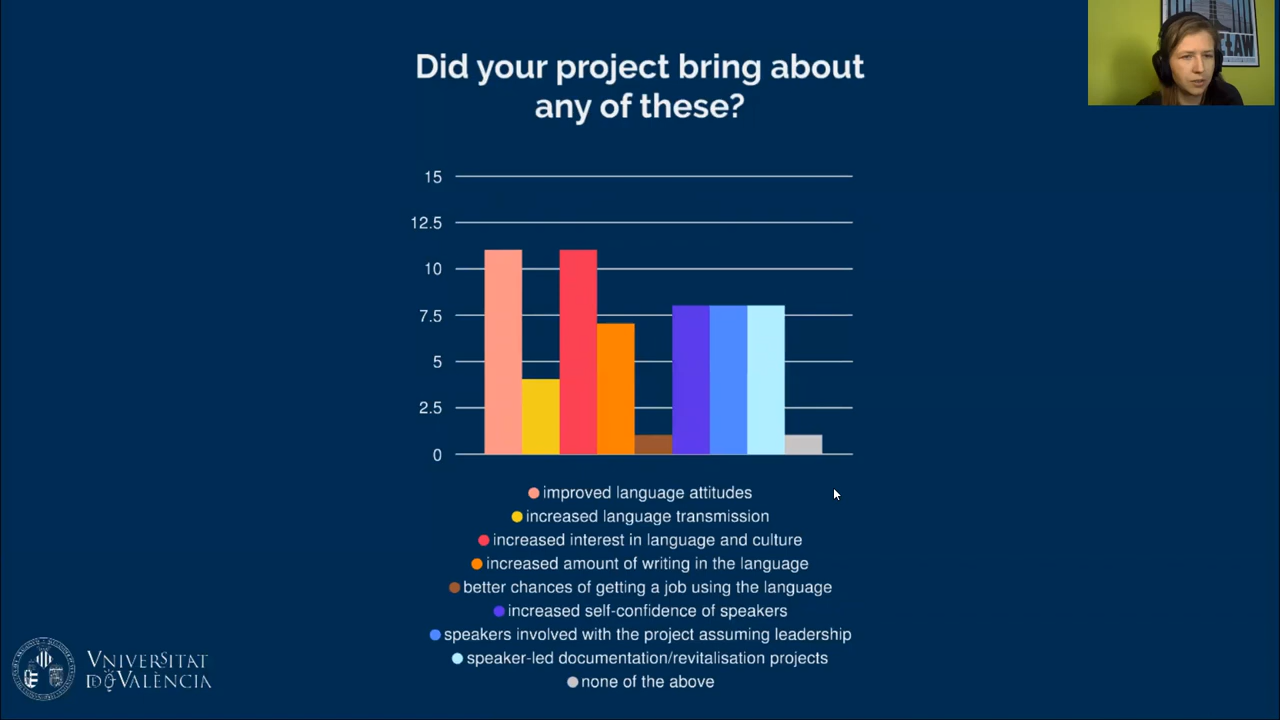 Did your project bring about
any of these?
15
12.5
10
7.5
5
2.5
0
improved language attitudes
increased language transmission
increased interest in language and culture
increased amount of writing in the language
better chances of getting a job using the language
increased self-confidence of speakers
speakers involved with the project assuming leadership
speaker-led documentation/revitalisation projects
none of the above
VNIVERSITAT
D VALÈNCIA